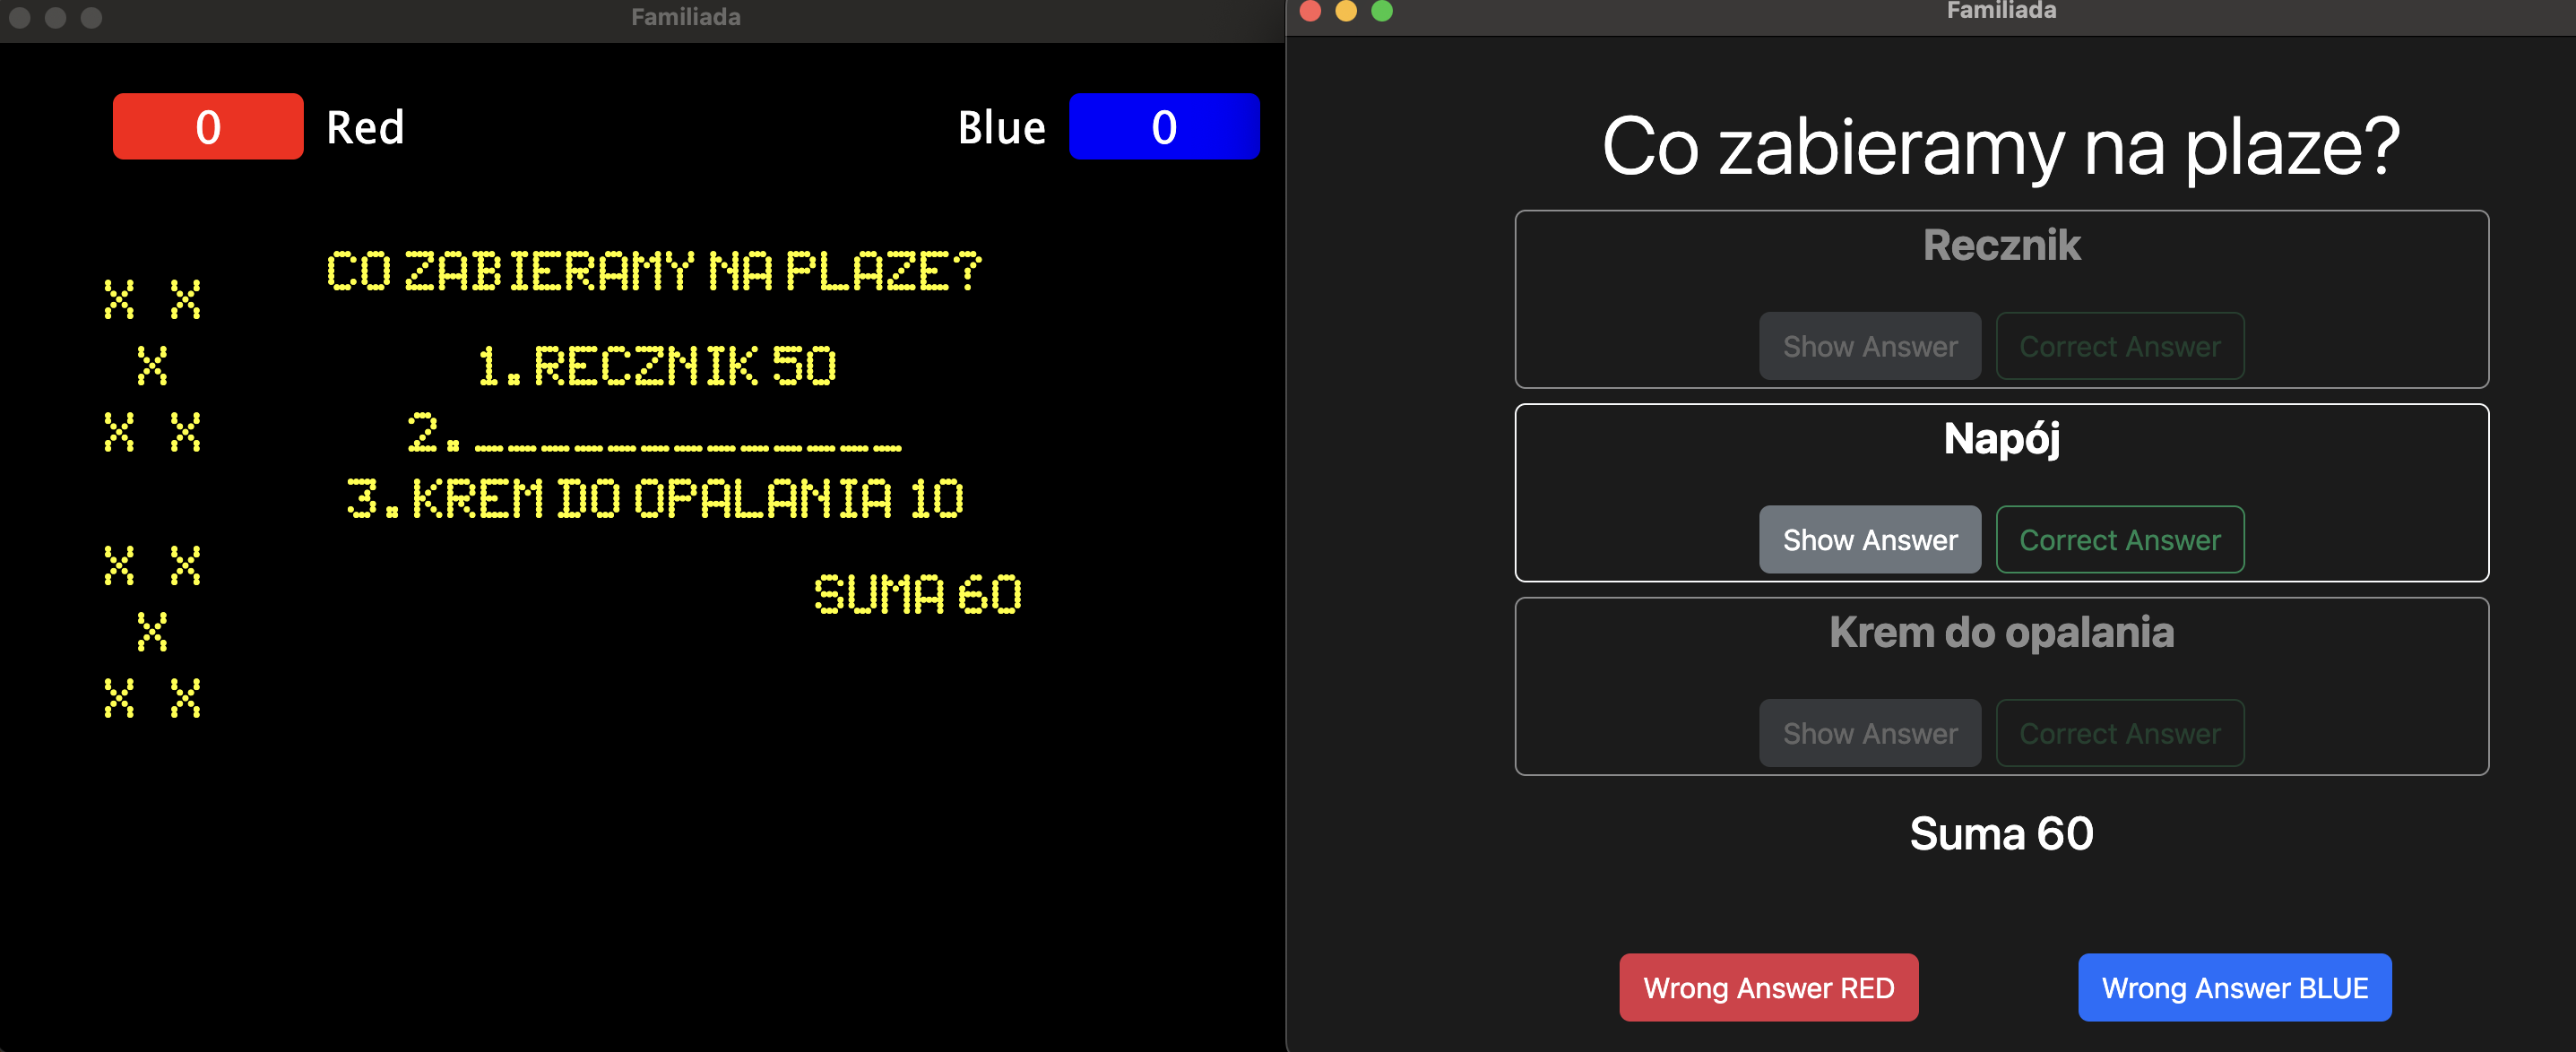 Familiada
0 Red
Blue 0
CO ZABIERAMY NA PLAZE?
1. RECZNIK 50
2. _____________
3. KREM DO OPALANIA 10
SUMA 60
X X
X
X X
X X
X
X X
Familiada
Co zabieramy na plaze?
Recznik
Show Answer Correct Answer
Napój
Show Answer Correct Answer
Krem do opalania
Show Answer Correct Answer
Suma 60
Wrong Answer RED Wrong Answer BLUE